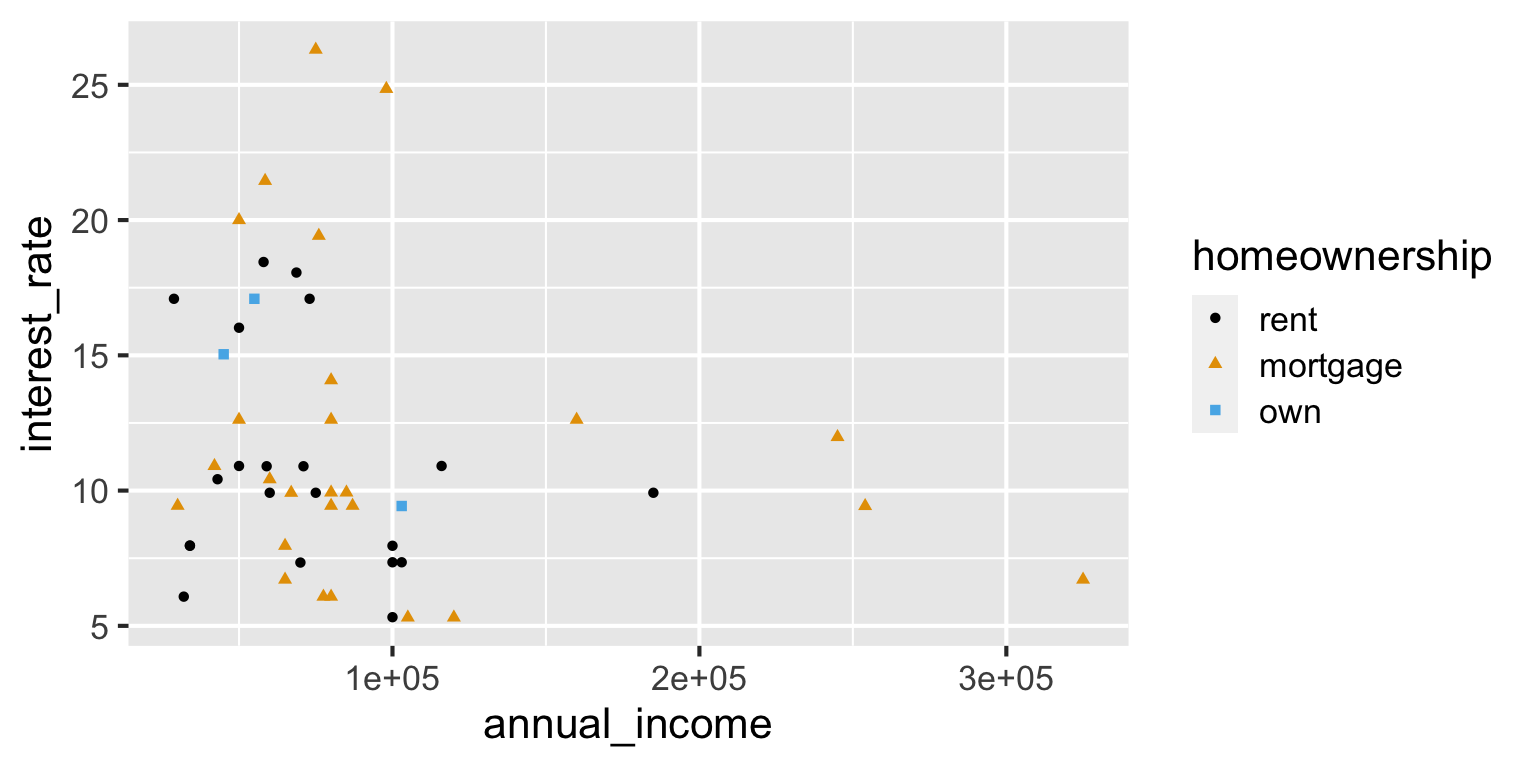 25
20
15
10
5
interest_rate
1e+05
2e+05
3e+05
annual_income
homeownership
rent
mortgage
own